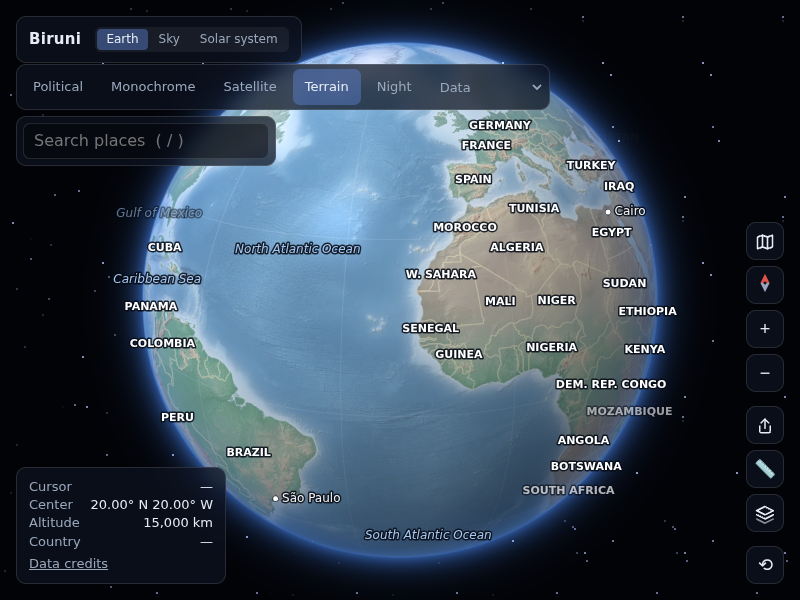 Biruni Earth Sky Solar system
Political Monochrome Satellite Terrain Night Data
Search places ( / )
GERMANY
FRANCE
TURKEY
SPAIN
IRAQ
TUNISIA
Cairo
Gulf of Mexico
MOROCCO
EGYPT
CUBA
North Atlantic Ocean
ALGERIA
W. SAHARA
Caribbean Sea
SUDAN
MALI
NIGER
PANAMA
ETHIOPIA
SENEGAL
COLOMBIA
NIGERIA
KENYA
GUINEA
DEM. REP. CONGO
MOZAMBIQUE
PERU
ANGOLA
BRAZIL
BOTSWANA
SOUTH AFRICA
São Paulo
South Atlantic Ocean
Cursor —
Center 20.00° N 20.00° W
Altitude 15,000 km
Country —
Data credits
+
−